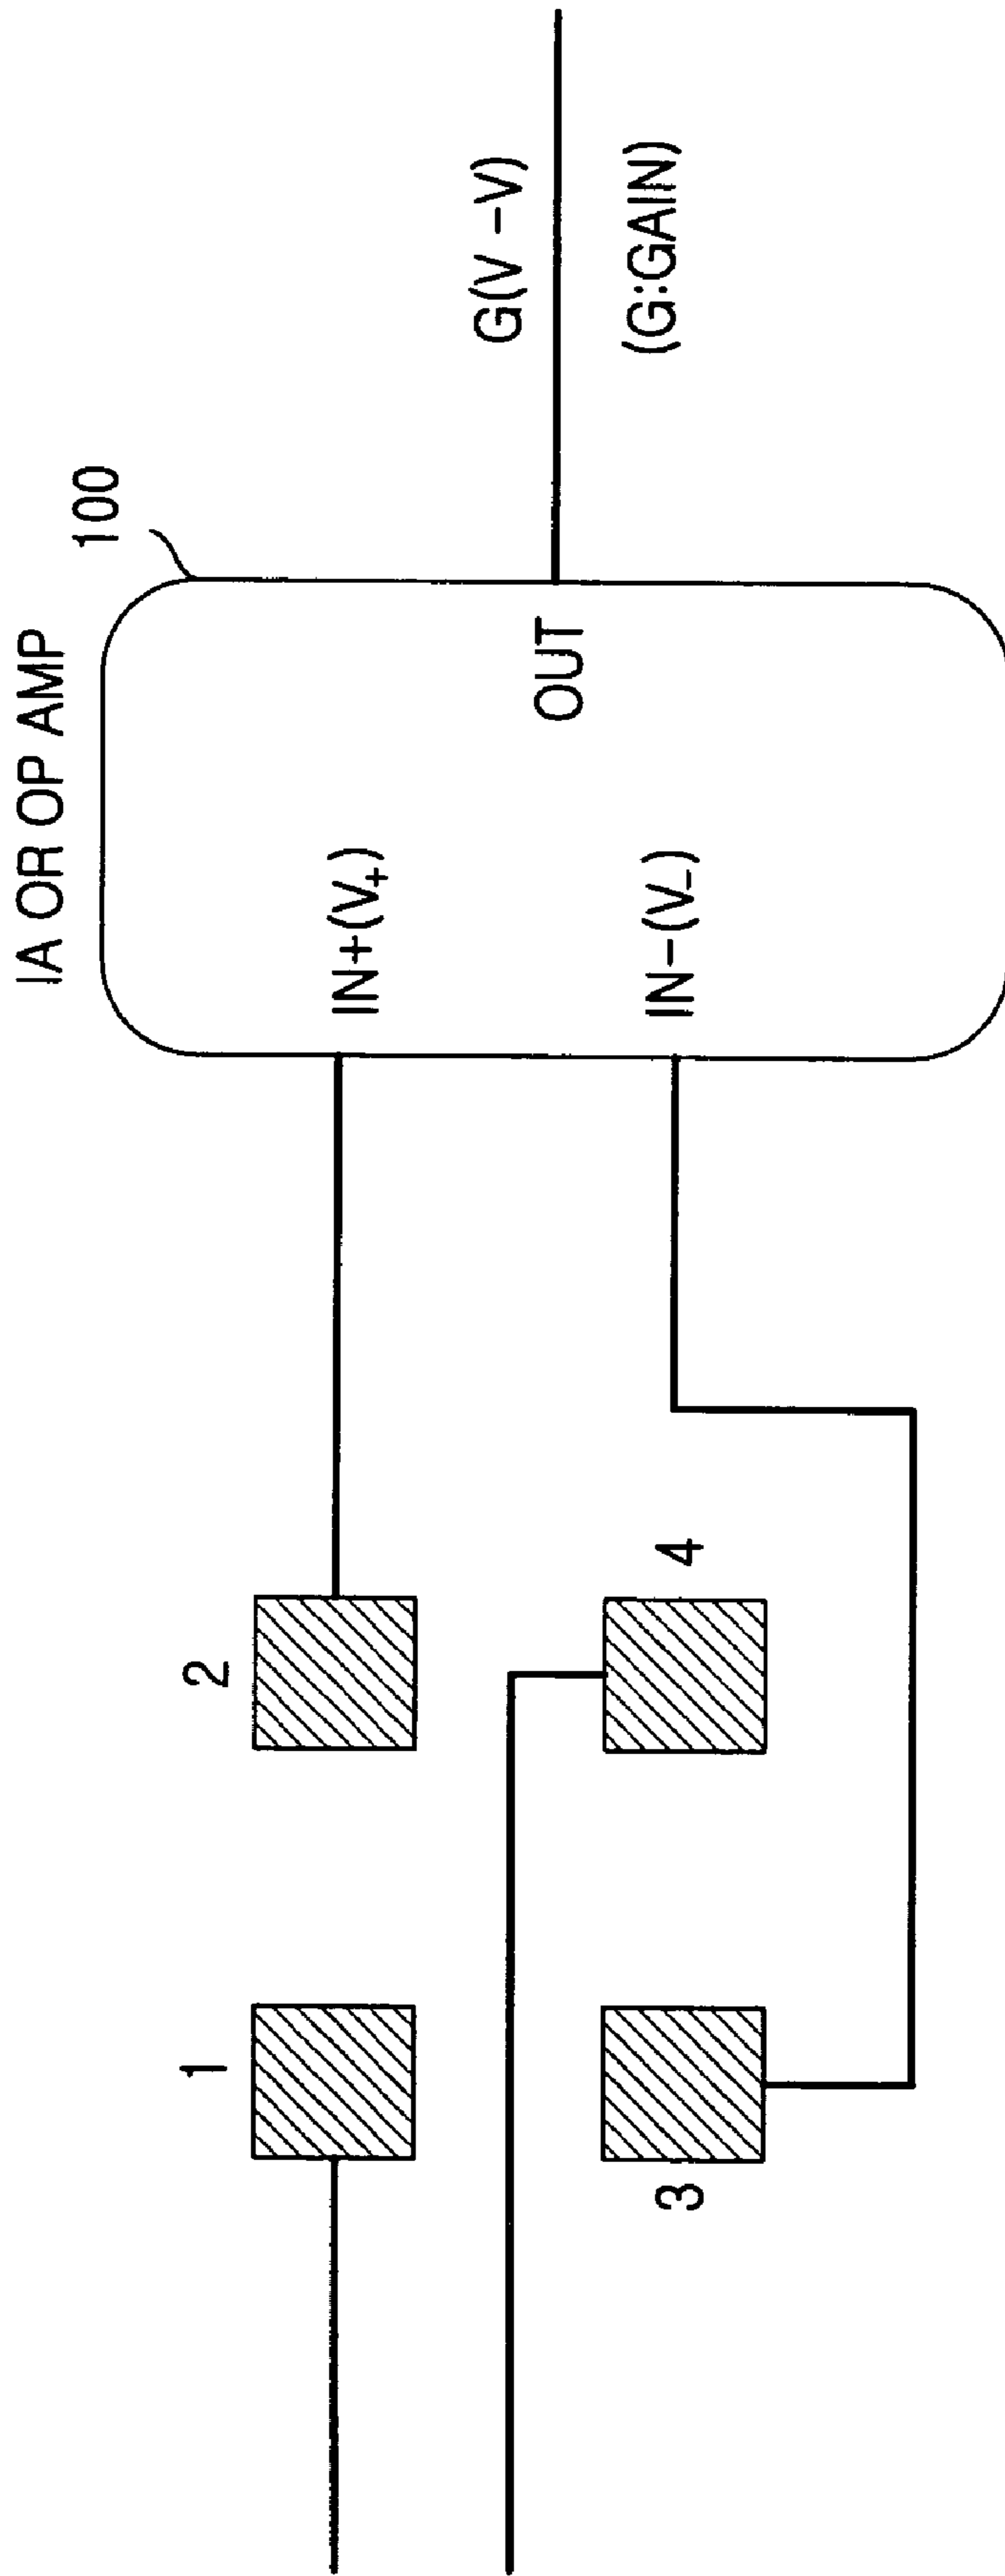 IA OR OP AMP
100
IN+(V+)
IN-(V-)
OUT
G(V -V)
(G:GAIN)
1
2
3
4